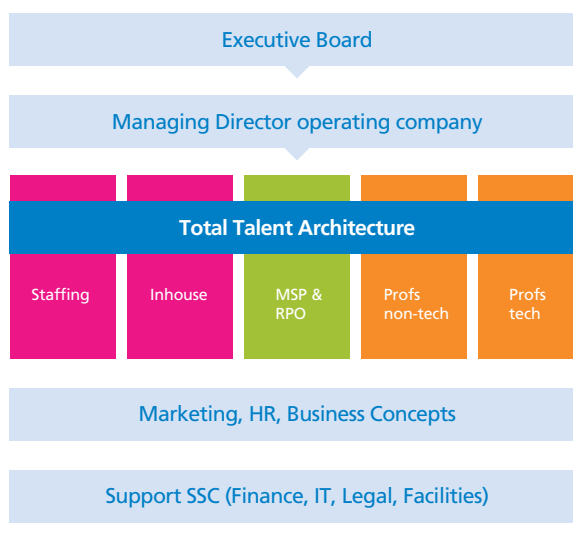 Executive Board
Managing Director operating company
Total Talent Architecture
Staffing
Inhouse
MSP &
RPO
Profs
non-tech
Profs
tech
Marketing, HR, Business Concepts
Support SSC (Finance, IT, Legal, Facilities)